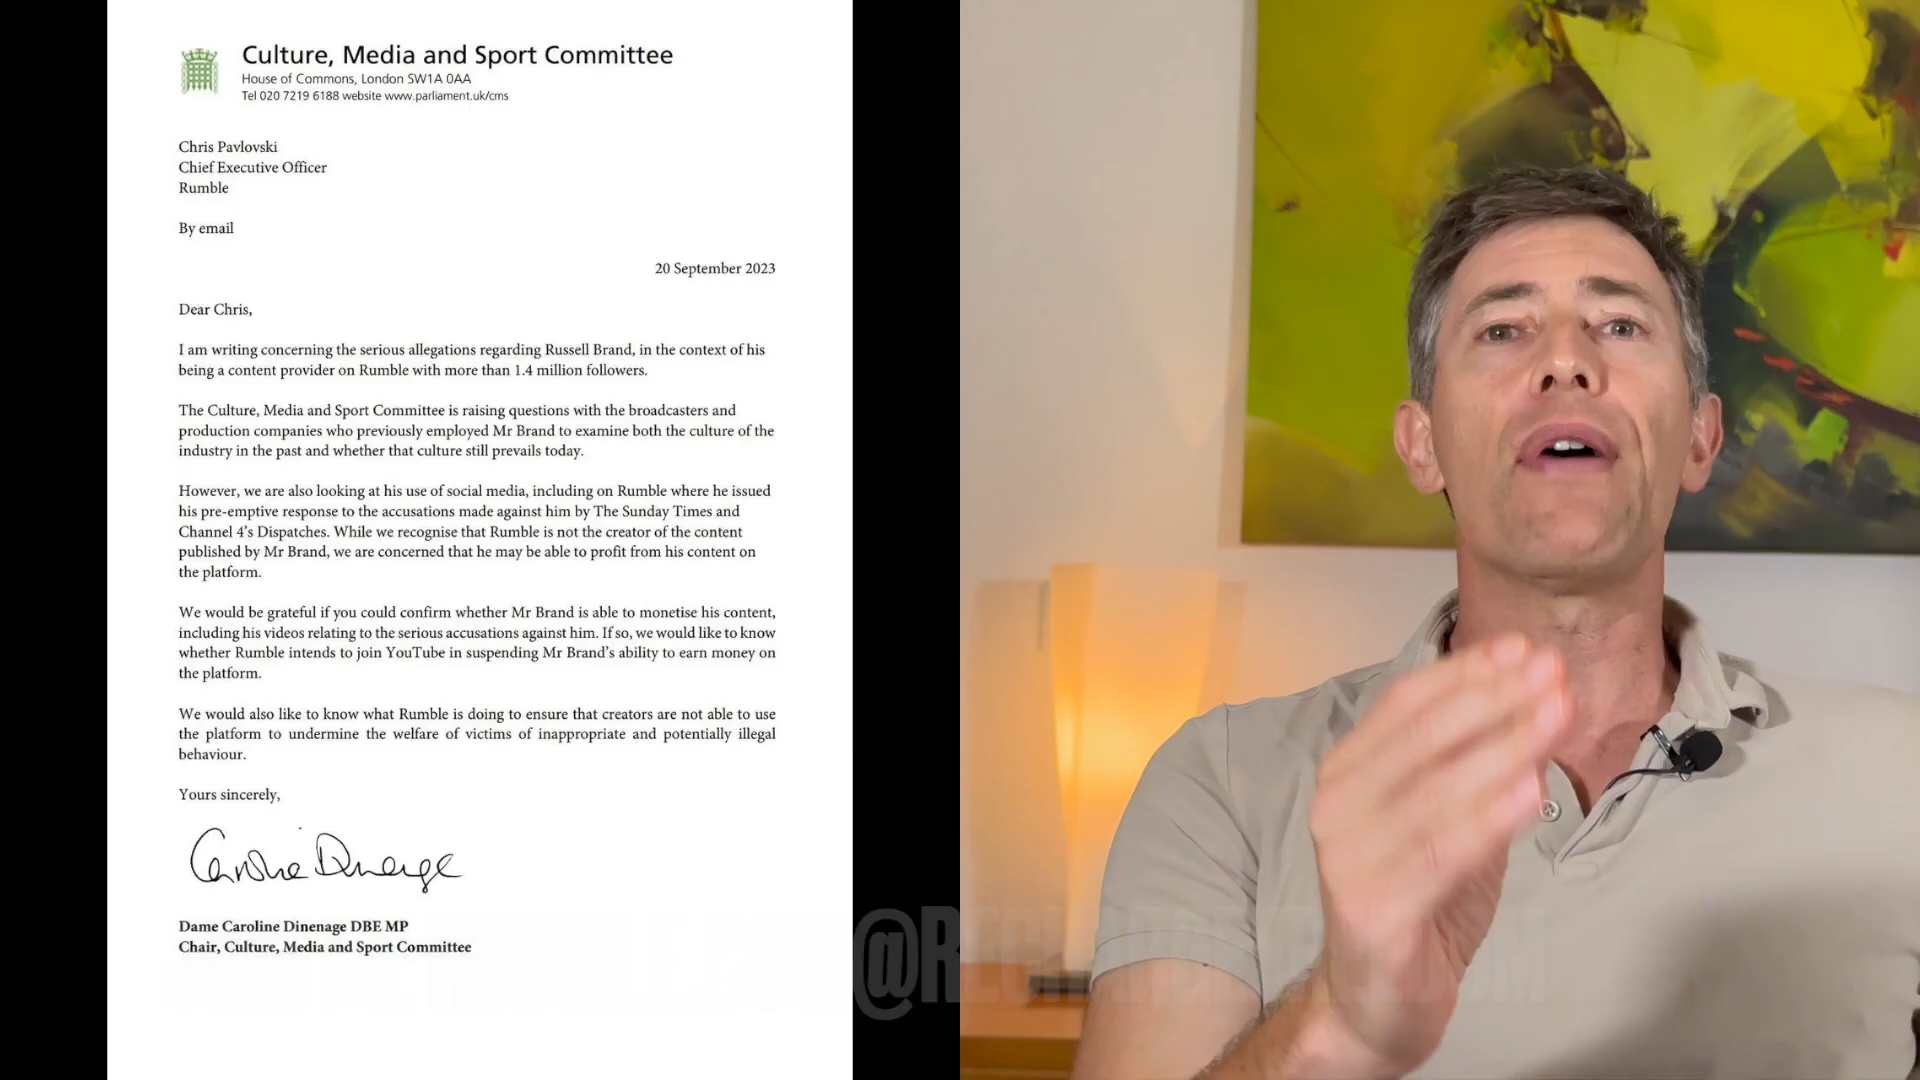 Culture, Media and Sport Committee
House of Commons, London SW1A 0AA
Tel 020 7219 6188 website www.parliament.uk/cms
Chris Pavlovski
Chief Executive Officer
Rumble
By email
20 September 2023
Dear Chris,
I am writing concerning the serious allegations regarding Russell Brand, in the context of his
being a content provider on Rumble with more than 1.4 million followers.
The Culture, Media and Sport Committee is raising questions with the broadcasters and
production companies who previously employed Mr Brand to examine both the culture of the
industry in the past and whether that culture still prevails today.
However, we are also looking at his use of social media, including on Rumble where he issued
his pre-emptive response to the accusations made against him by The Sunday Times and
Channel 4's Dispatches. While we recognise that Rumble is not the creator of the content
published by Mr Brand, we are concerned that he may be able to profit from his content on
the platform.
We would be grateful if you could confirm whether Mr Brand is able to monetise his content,
including his videos relating to the serious accusations against him. If so, we would like to know
whether Rumble intends to join YouTube in suspending Mr Brand's ability to earn money on
the platform.
We would also like to know what Rumble is doing to ensure that creators are not able to use
the platform to undermine the welfare of victims of inappropriate and potentially illegal
behaviour.
Yours sincerely,
Caroline Dinenage
Dame Caroline Dinenage DBE MP
Chair, Culture, Media and Sport Committee
RUMBLE.COM